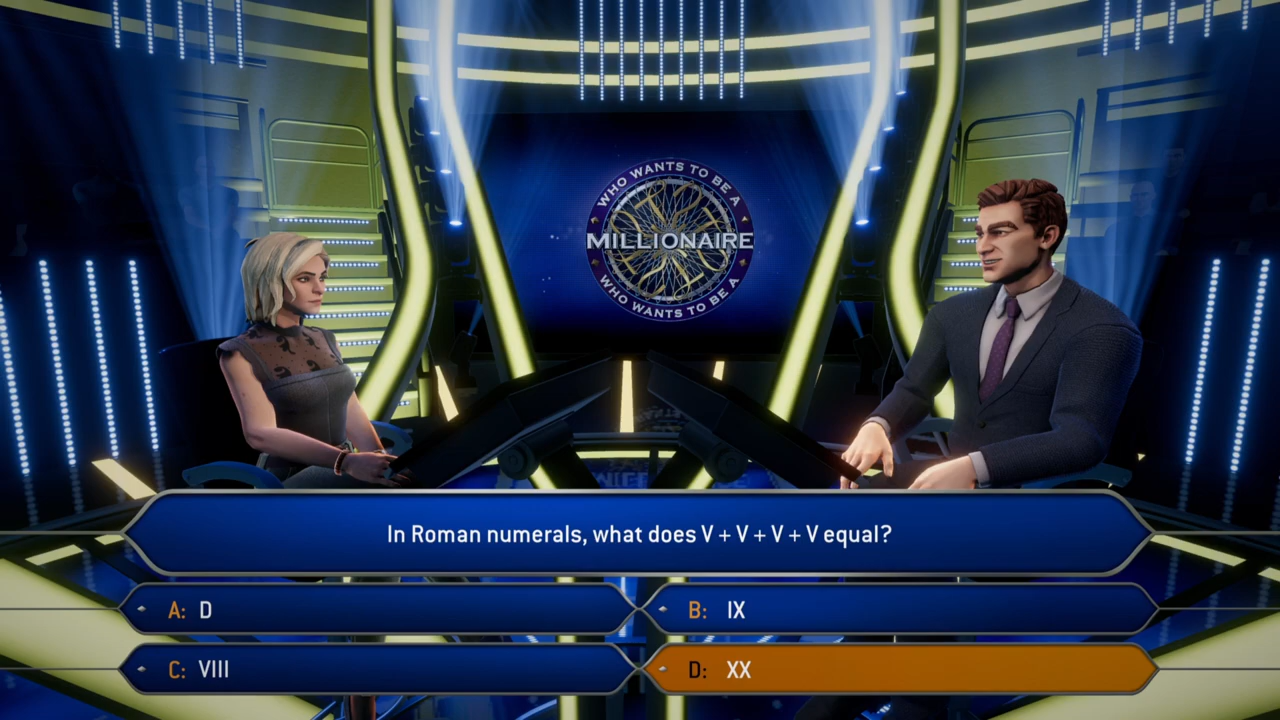 WHO WANTS TO BE A
MILLIONAIRE
WHO WANTS TO BE A
In Roman numerals, what does V + V + V + V equal?
A: D
B: IX
C: VIII
D: XX